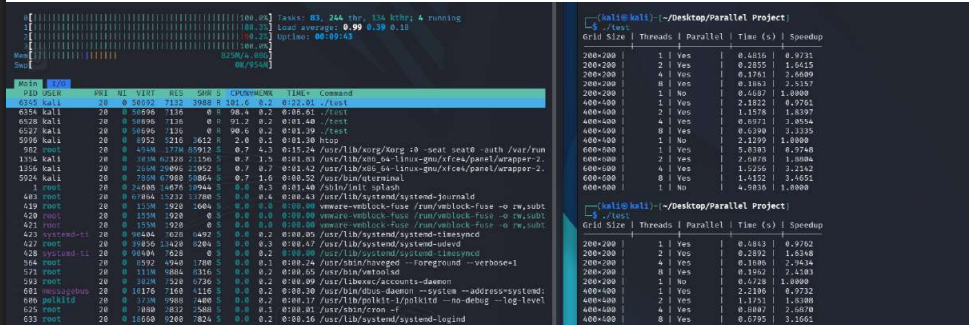 0[ 100.0%] Tasks: 83, 244 thr, 134 kthr; 4 running
1[ 88.3%] Load average: 0.99 0.39 0.18
2[ 90.2%] Uptime: 00:09:43
3[ 100.0%]
Mem[ 825M/4.08G]
Swp[ 0K/954M]
Main I/O
PID USER PRI NI VIRT RES SHR S CPU% MEM% TIME+ Command
6345 kali 20 0 50692 7132 3988 R 101.6 0.2 0:22.01 ./test
6354 kali 20 0 50696 7136 0 R 98.4 0.2 0:06.61 ./test
6528 kali 20 0 50696 7136 0 R 91.2 0.2 0:01.40 ./test
6527 kali 20 0 50696 7136 0 R 90.6 0.2 0:01.39 ./test
5996 kali 20 0 8952 5216 3612 R 2.0 0.1 0:01.30 htop
982 root 20 0 494M 177M 85912 S 0.7 4.3 0:15.24 /usr/lib/xorg/Xorg :0 -seat seat0 -auth /var/run
1354 kali 20 0 303M 62328 21156 S 0.7 1.5 0:01.83 /usr/lib/x86_64-linux-gnu/xfce4/panel/wrapper-2.
1356 kali 20 0 266M 29096 21952 S 0.7 0.7 0:01.42 /usr/lib/x86_64-linux-gnu/xfce4/panel/wrapper-2.
5924 kali 20 0 786M 67980 50864 S 0.7 1.6 0:00.52 /usr/bin/qterminal
1 root 20 0 24608 14676 10944 S 0.0 0.3 0:01.40 /sbin/init splash
403 root 20 0 67064 15232 13780 S 0.0 0.4 0:00.43 /usr/lib/systemd/systemd-journald
419 root 20 0 155M 1920 1604 S 0.0 0.0 0:00.00 vmware-vmblock-fuse /run/vmblock-fuse -o rw,subt
420 root 20 0 155M 1920 0 S 0.0 0.0 0:00.00 vmware-vmblock-fuse /run/vmblock-fuse -o rw,subt
421 root 20 0 155M 1920 0 S 0.0 0.0 0:00.00 vmware-vmblock-fuse /run/vmblock-fuse -o rw,subt
423 systemd-ti 20 0 90404 7628 6492 S 0.0 0.2 0:00.05 /usr/lib/systemd/systemd-timesyncd
427 root 20 0 39056 13420 8204 S 0.0 0.3 0:00.47 /usr/lib/systemd/systemd-udevd
428 systemd-ti 20 0 90404 7628 0 S 0.0 0.2 0:00.00 /usr/lib/systemd/systemd-timesyncd
564 root 20 0 8592 4940 1780 S 0.0 0.1 0:00.24 /usr/sbin/haveged --Foreground --verbose=1
571 root 20 0 111M 9884 8316 S 0.0 0.2 0:00.65 /usr/bin/vmtoolsd
593 root 20 0 302M 7520 6736 S 0.0 0.2 0:00.09 /usr/libexec/accounts-daemon
601 messagebus 20 0 10176 7160 4116 S 0.0 0.2 0:00.30 /usr/bin/dbus-daemon --system --address=systemd:
606 polkitd 20 0 373M 9988 7400 S 0.0 0.2 0:00.17 /usr/lib/polkit-1/polkitd --no-debug --log-level
625 root 20 0 7080 2832 2588 S 0.0 0.1 0:00.01 /usr/sbin/cron -f
633 root 20 0 18660 9200 7824 S 0.0 0.2 0:00.16 /usr/lib/systemd/systemd-logind
(kali㉿kali)-[~/Desktop/Parallel Project]
$ ./test
Grid Size | Threads | Parallel | Time (s) | Speedup
200×200 | 1 | Yes | 0.4816 | 0.9731
200×200 | 2 | Yes | 0.2855 | 1.6415
200×200 | 4 | Yes | 0.1761 | 2.6609
200×200 | 8 | Yes | 0.1863 | 2.5157
200×200 | 1 | No | 0.4687 | 1.0000
400×400 | 1 | Yes | 2.1822 | 0.9761
400×400 | 2 | Yes | 1.1578 | 1.8397
400×400 | 4 | Yes | 0.6971 | 3.0554
400×400 | 8 | Yes | 0.6390 | 3.3335
400×400 | 1 | No | 2.1299 | 1.0000
600×600 | 1 | Yes | 5.0303 | 0.9748
600×600 | 2 | Yes | 2.6078 | 1.8804
600×600 | 4 | Yes | 1.5256 | 3.2142
600×600 | 8 | Yes | 1.4152 | 3.4651
600×600 | 1 | No | 4.9036 | 1.0000
(kali㉿kali)-[~/Desktop/Parallel Project]
$ ./test
Grid Size | Threads | Parallel | Time (s) | Speedup
200×200 | 1 | Yes | 0.4843 | 0.9762
200×200 | 2 | Yes | 0.2892 | 1.6348
200×200 | 4 | Yes | 0.1606 | 2.9434
200×200 | 8 | Yes | 0.1962 | 2.4103
200×200 | 1 | No | 0.4728 | 1.0000
400×400 | 1 | Yes | 2.2106 | 0.9732
400×400 | 2 | Yes | 1.1751 | 1.8308
400×400 | 4 | Yes | 0.8007 | 2.6870
400×400 | 8 | Yes | 0.6795 | 3.1661